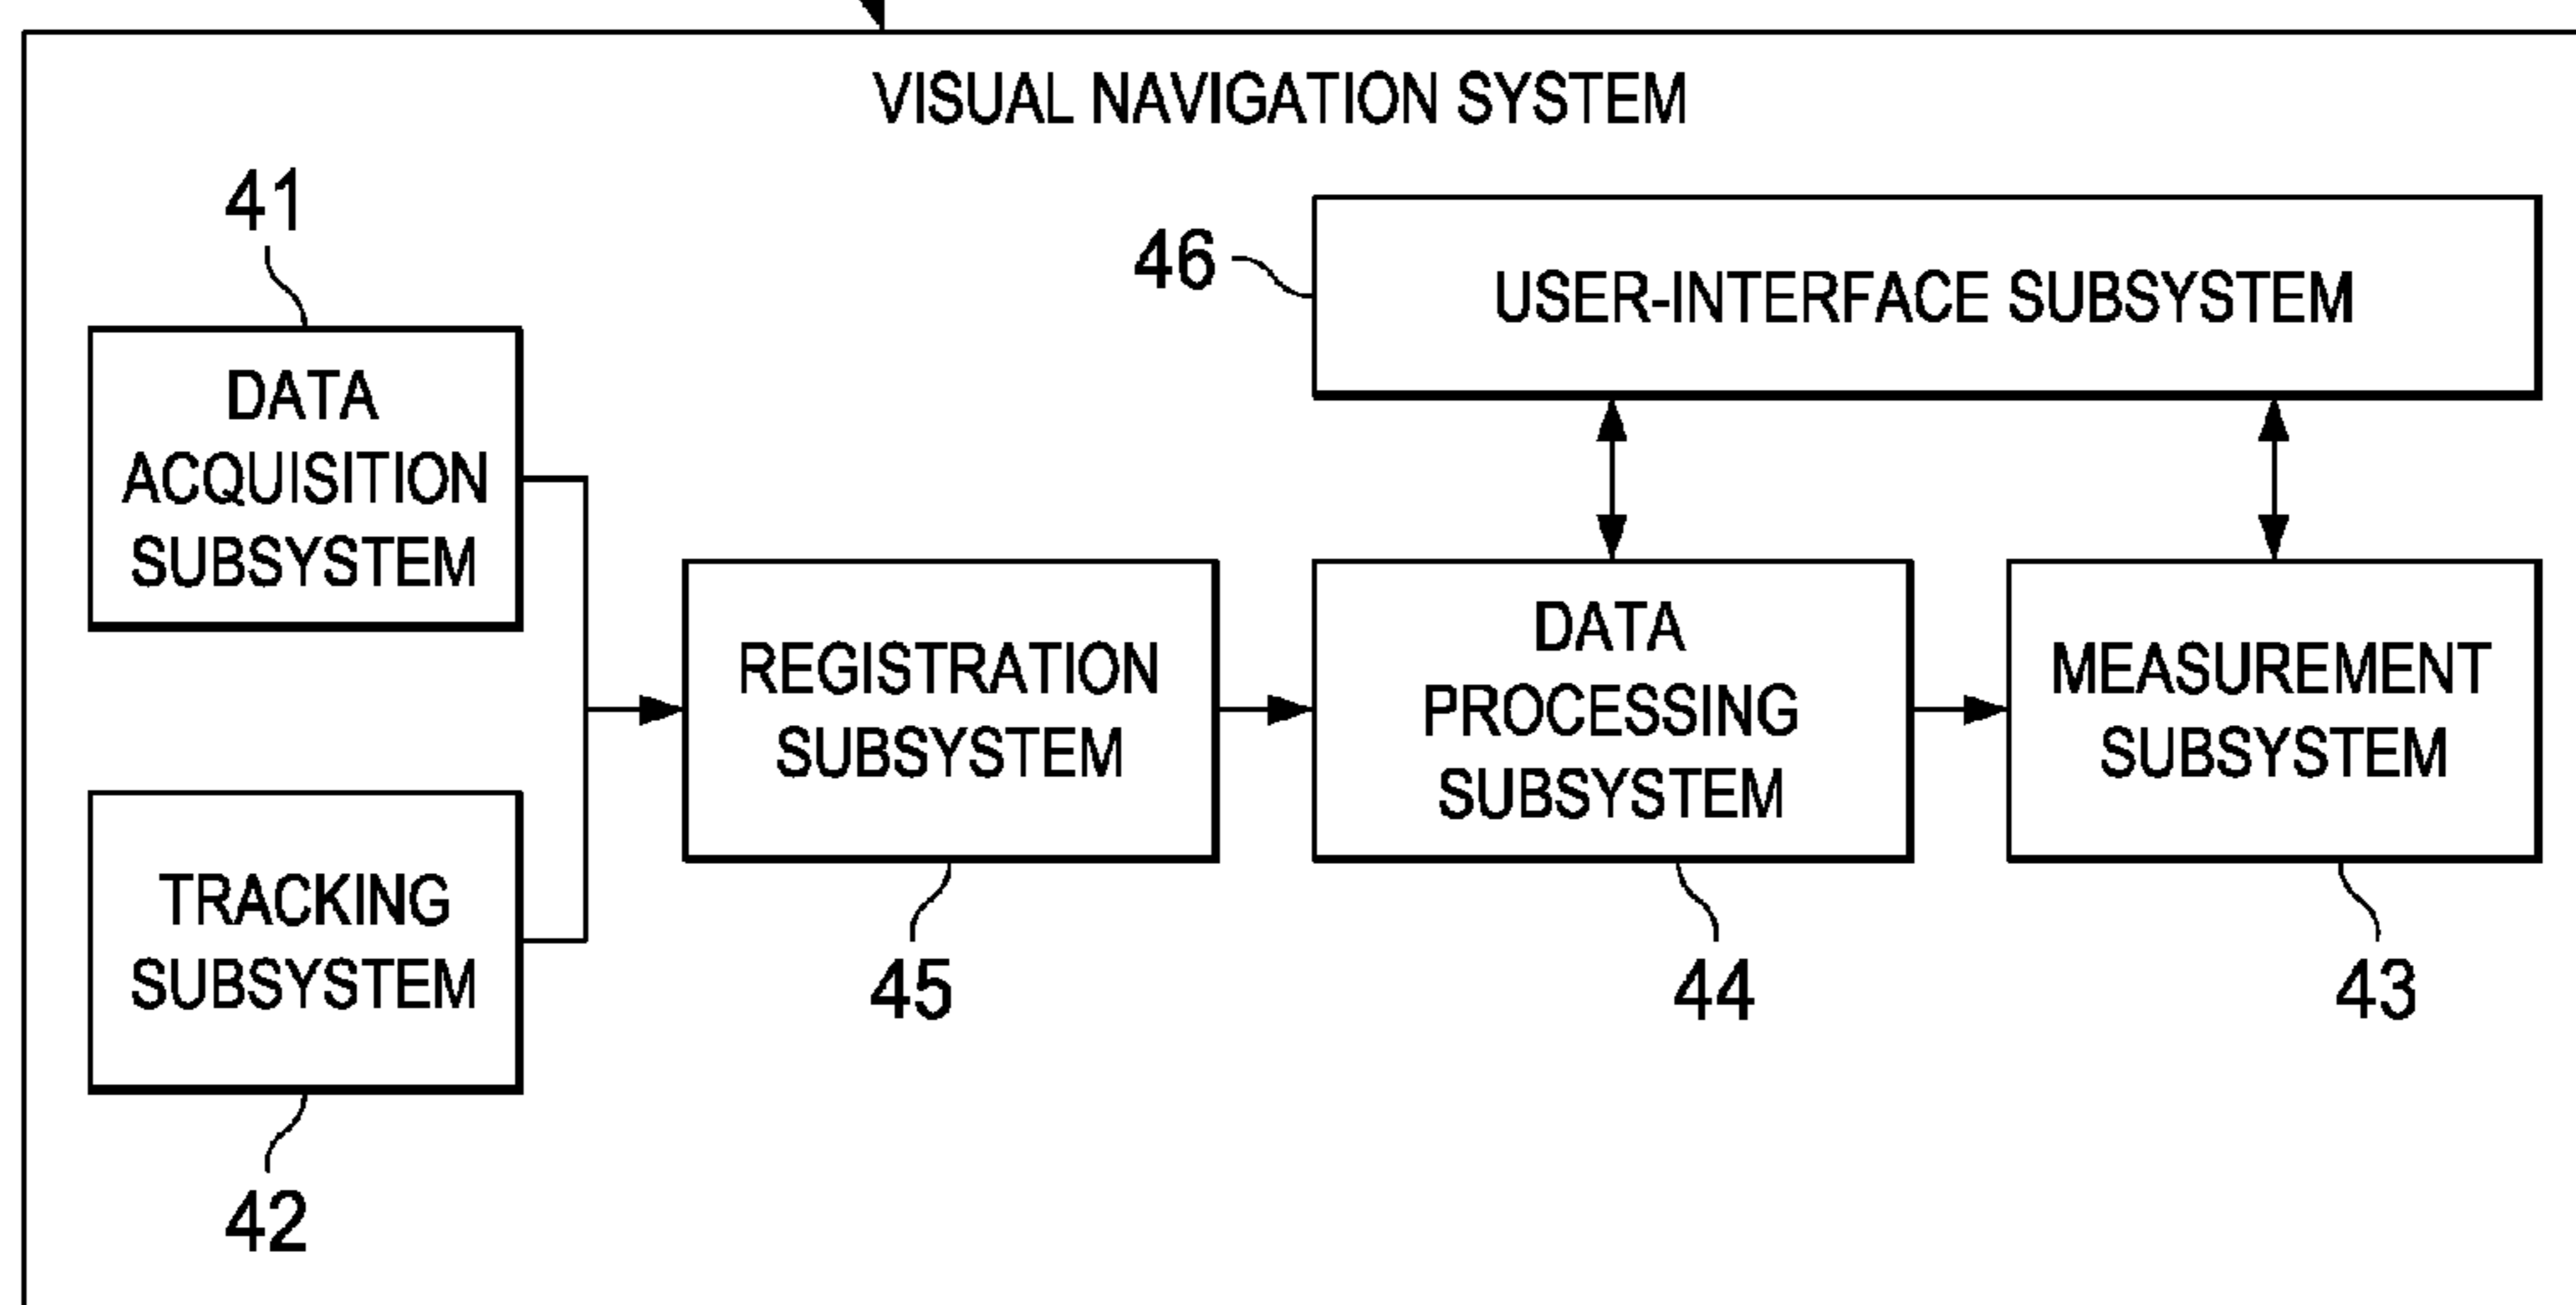 VISUAL NAVIGATION SYSTEM
41
46
USER-INTERFACE SUBSYSTEM
DATA
ACQUISITION
SUBSYSTEM
REGISTRATION
SUBSYSTEM
DATA
PROCESSING
SUBSYSTEM
MEASUREMENT
SUBSYSTEM
TRACKING
SUBSYSTEM
45
44
43
42